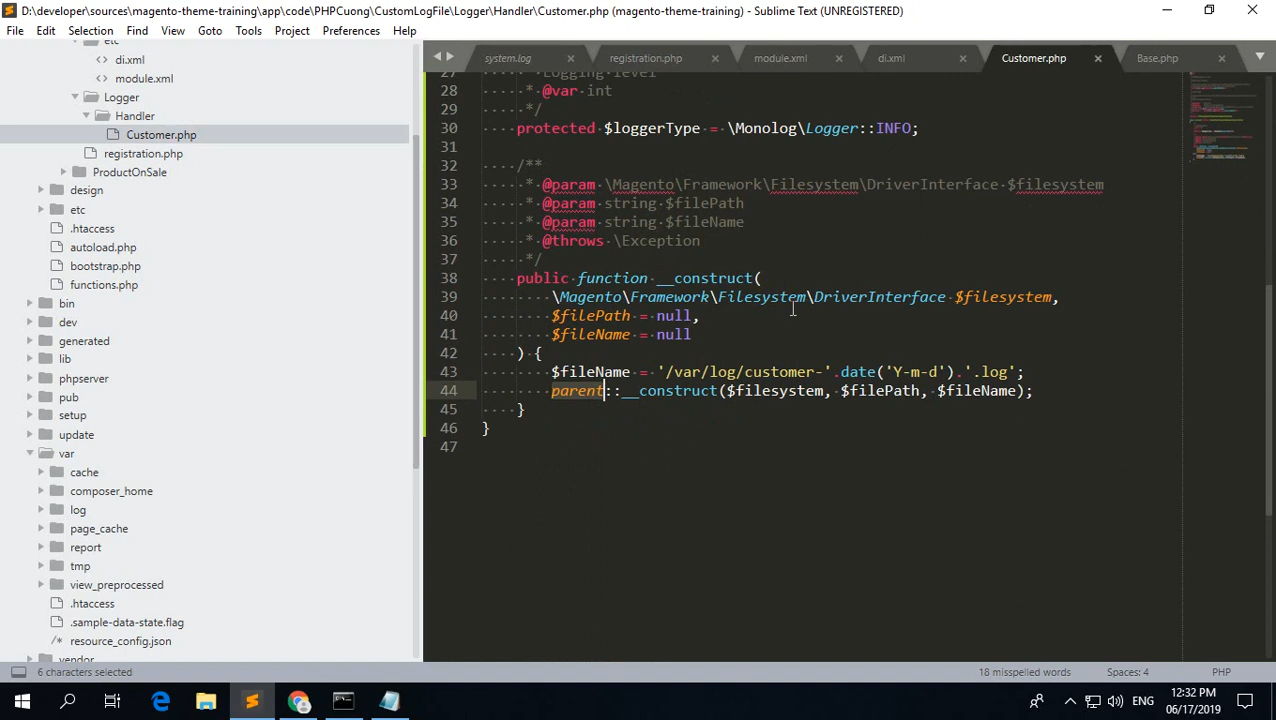 D:\developer\sources\magento-theme-training\app\code\PHPCuong\CustomLogFile\Logger\Handler\Customer.php (magento-theme-training) - Sublime Text (UNREGISTERED)
File Edit Selection Find View Goto Tools Project Preferences Help
system.log registration.php module.xml di.xml Customer.php Base.php
etc
di.xml
module.xml
Logger
Handler
Customer.php
registration.php
ProductOnSale
design
etc
.htaccess
autoload.php
bootstrap.php
functions.php
bin
dev
generated
lib
phpserver
pub
setup
update
var
cache
composer_home
log
page_cache
report
tmp
view_preprocessed
.htaccess
.sample-data-state.flag
/* resource_config.json
vendor
27 * Logging level
28 * @var int
29 */
30 protected $loggerType = \Monolog\Logger::INFO;
31
32 /**
33 * @param \Magento\Framework\Filesystem\DriverInterface $filesystem
34 * @param string $filePath
35 * @param string $fileName
36 * @throws \Exception
37 */
38 public function __construct(
39 \Magento\Framework\Filesystem\DriverInterface $filesystem,
40 $filePath = null,
41 $fileName = null
42 ) {
43 $fileName = '/var/log/customer-'.date('Y-m-d').'.log';
44 parent::__construct($filesystem, $filePath, $fileName);
45 }
46 }
47
6 characters selected 18 misspelled words Spaces: 4 PHP
ENG 12:32 PM
06/17/2019